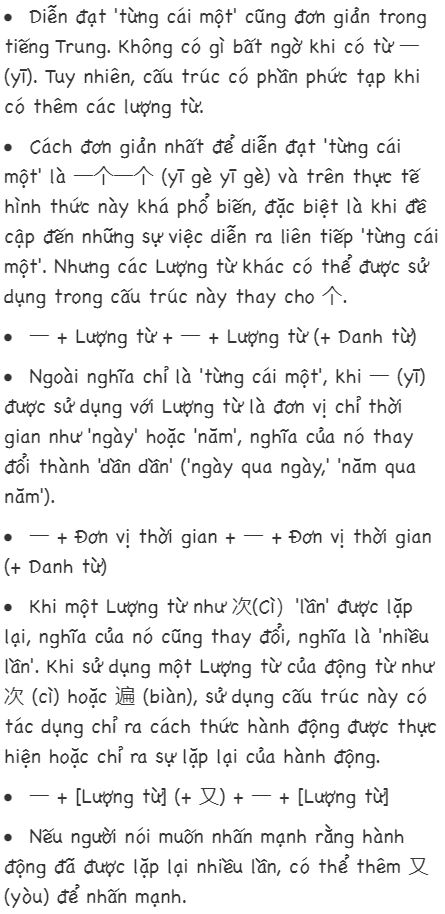 • Diễn đạt 'từng cái một' cũng đơn giản trong
tiếng Trung. Không có gì bất ngờ khi có từ 一
(yī). Tuy nhiên, cấu trúc có phần phức tạp khi
có thêm các lượng từ.
• Cách đơn giản nhất để diễn đạt 'từng cái
một' là 一个一个 (yī gè yī gè) và trên thực tế
hình thức này khá phổ biến, đặc biệt là khi đề
cập đến những sự việc diễn ra liên tiếp 'từng cái
một'. Nhưng các Lượng từ khác có thể được sử
dụng trong cấu trúc này thay cho 个.
• 一 + Lượng từ + 一 + Lượng từ (+ Danh từ)
• Ngoài nghĩa chỉ là 'từng cái một', khi 一 (yī)
được sử dụng với Lượng từ là đơn vị chỉ thời
gian như 'ngày' hoặc 'năm', nghĩa của nó thay
đổi thành 'dần dần' ('ngày qua ngày,' 'năm qua
năm').
• 一 + Đơn vị thời gian + 一 + Đơn vị thời gian
(+ Danh từ)
• Khi một Lượng từ như 次(Cì) 'lần' được lặp
lại, nghĩa của nó cũng thay đổi, nghĩa là 'nhiều
lần'. Khi sử dụng một Lượng từ của động từ như
次 (cì) hoặc 遍 (biàn), sử dụng cấu trúc này có
tác dụng chỉ ra cách thức hành động được thực
hiện hoặc chỉ ra sự lặp lại của hành động.
• 一 + [Lượng từ] (+ 又) + 一 + [Lượng từ]
• Nếu người nói muốn nhấn mạnh rằng hành
động đã được lặp lại nhiều lần, có thể thêm 又
(yòu) để nhấn mạnh.